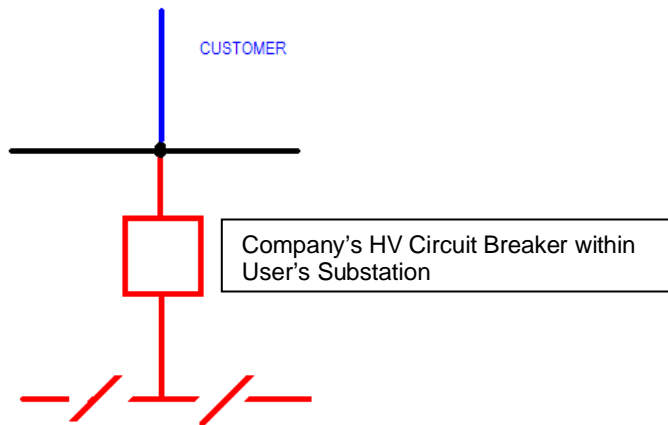 CUSTOMER
Company’s HV Circuit Breaker within
User’s Substation